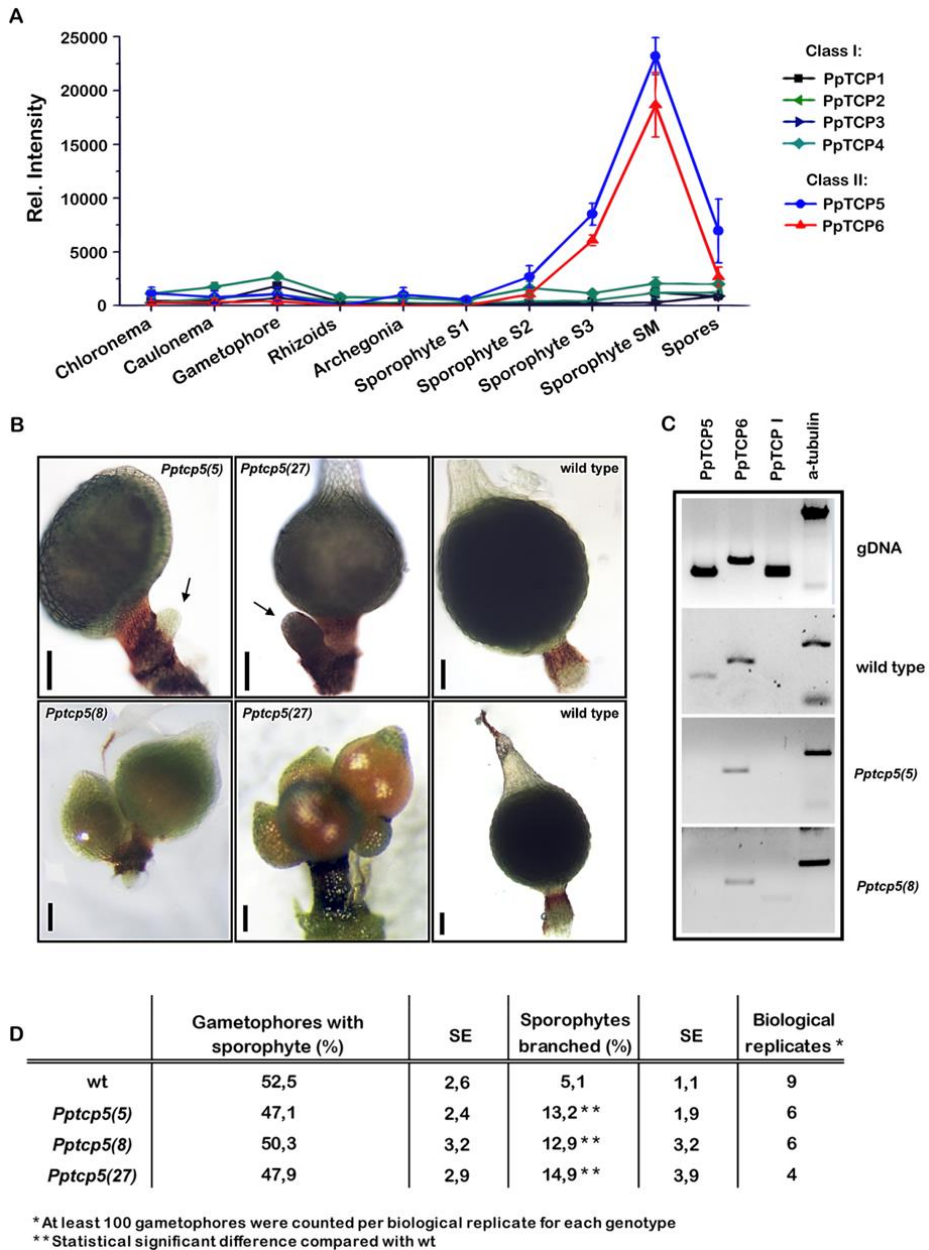 A
25000
20000
15000
10000
5000
0
Rel. Intensity
Chloronema
Caulonema
Gametophore
Rhizoids
Archegonia
Sporophyte S1
Sporophyte S2
Sporophyte S3
Sporophyte SM
Spores
Class I:
PpTCP1
PpTCP2
PpTCP3
PpTCP4
Class II:
PpTCP5
PpTCP6
B
Pptcp5(5)
Pptcp5(27)
wild type
Pptcp5(8)
Pptcp5(27)
wild type
C
PpTCP5
PpTCP6
PpTCP I
a-tubulin
gDNA
wild type
Pptcp5(5)
Pptcp5(8)
D
Gametophores with sporophyte (%) SE Sporophytes branched (%) SE Biological replicates *
wt 52,5 2,6 5,1 1,1 9
Pptcp5(5) 47,1 2,4 13,2 ** 1,9 6
Pptcp5(8) 50,3 3,2 12,9 ** 3,2 6
Pptcp5(27) 47,9 2,9 14,9 ** 3,9 4
* At least 100 gametophores were counted per biological replicate for each genotype
** Statistical significant difference compared with wt